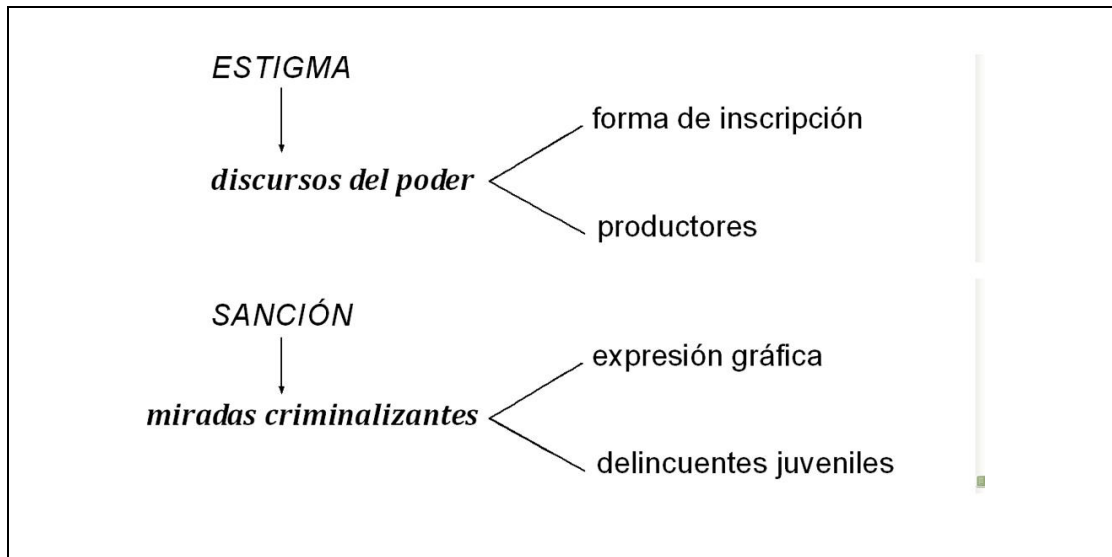 ESTIGMA
forma de inscripción
discursos del poder
productores
SANCIÓN
expresión gráfica
miradas criminalizantes
delincuentes juveniles